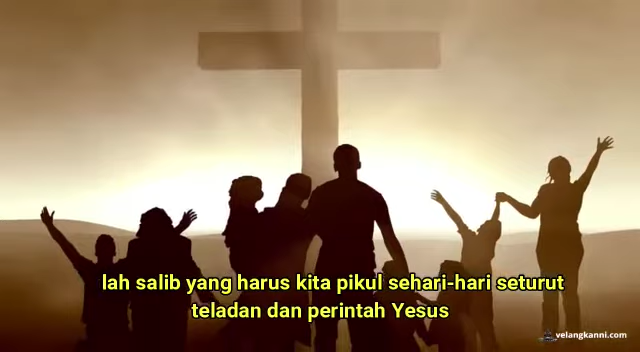 lah salib yang harus kita pikul sehari-hari seturut
teladan dan perintah Yesus
velangkanni.com